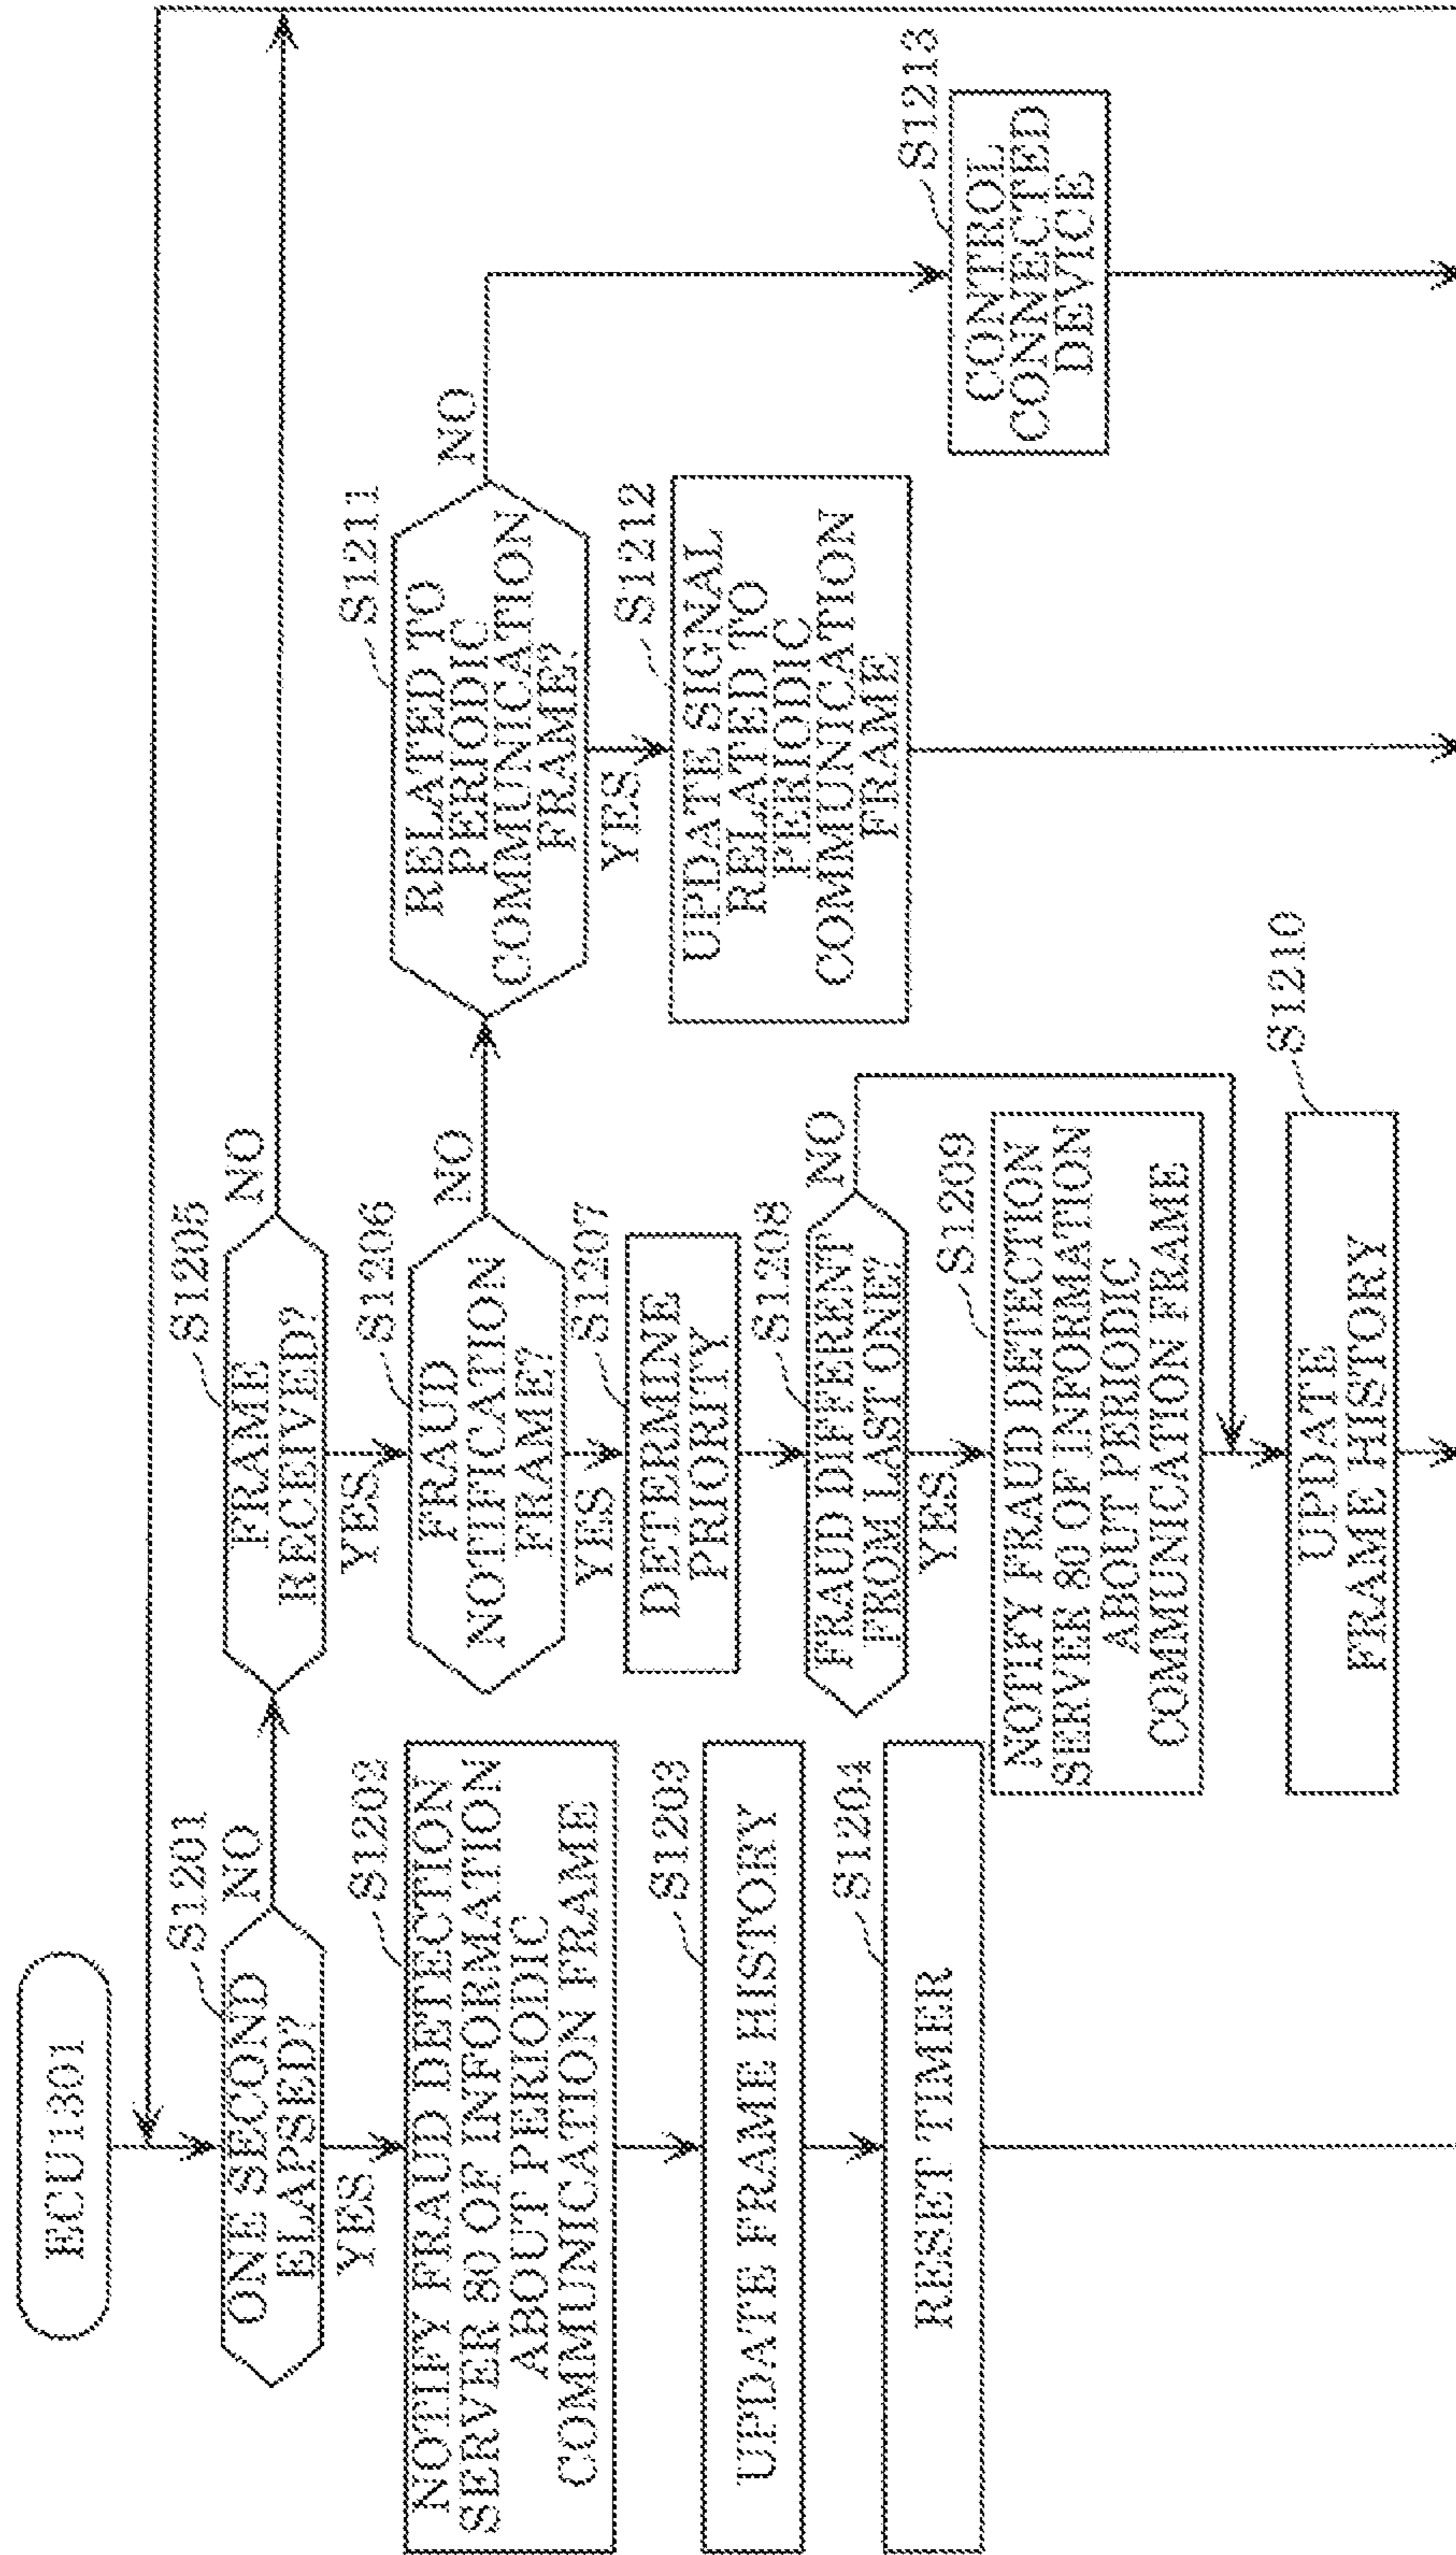 ECU1301
S1201
ONE SECOND
ELAPSED?
NO
YES
S1202
NOTIFY FRAUD DETECTION
SERVER 80 OF INFORMATION
ABOUT PERIODIC
COMMUNICATION FRAME
S1203
UPDATE FRAME HISTORY
S1204
RESET TIMER
S1205
FRAME
RECEIVED?
NO
YES
S1206
FRAUD
NOTIFICATION
FRAME?
NO
YES
S1207
DETERMINE
PRIORITY
S1208
FRAUD DIFFERENT
FROM LAST ONE?
NO
YES
S1209
NOTIFY FRAUD DETECTION
SERVER 80 OF INFORMATION
ABOUT PERIODIC
COMMUNICATION FRAME
S1210
UPDATE
FRAME HISTORY
S1211
RELATED TO
PERIODIC
COMMUNICATION
FRAME?
NO
YES
S1212
UPDATE SIGNAL
RELATED TO
PERIODIC
COMMUNICATION
FRAME
S1213
CONTROL
CONNECTED
DEVICE